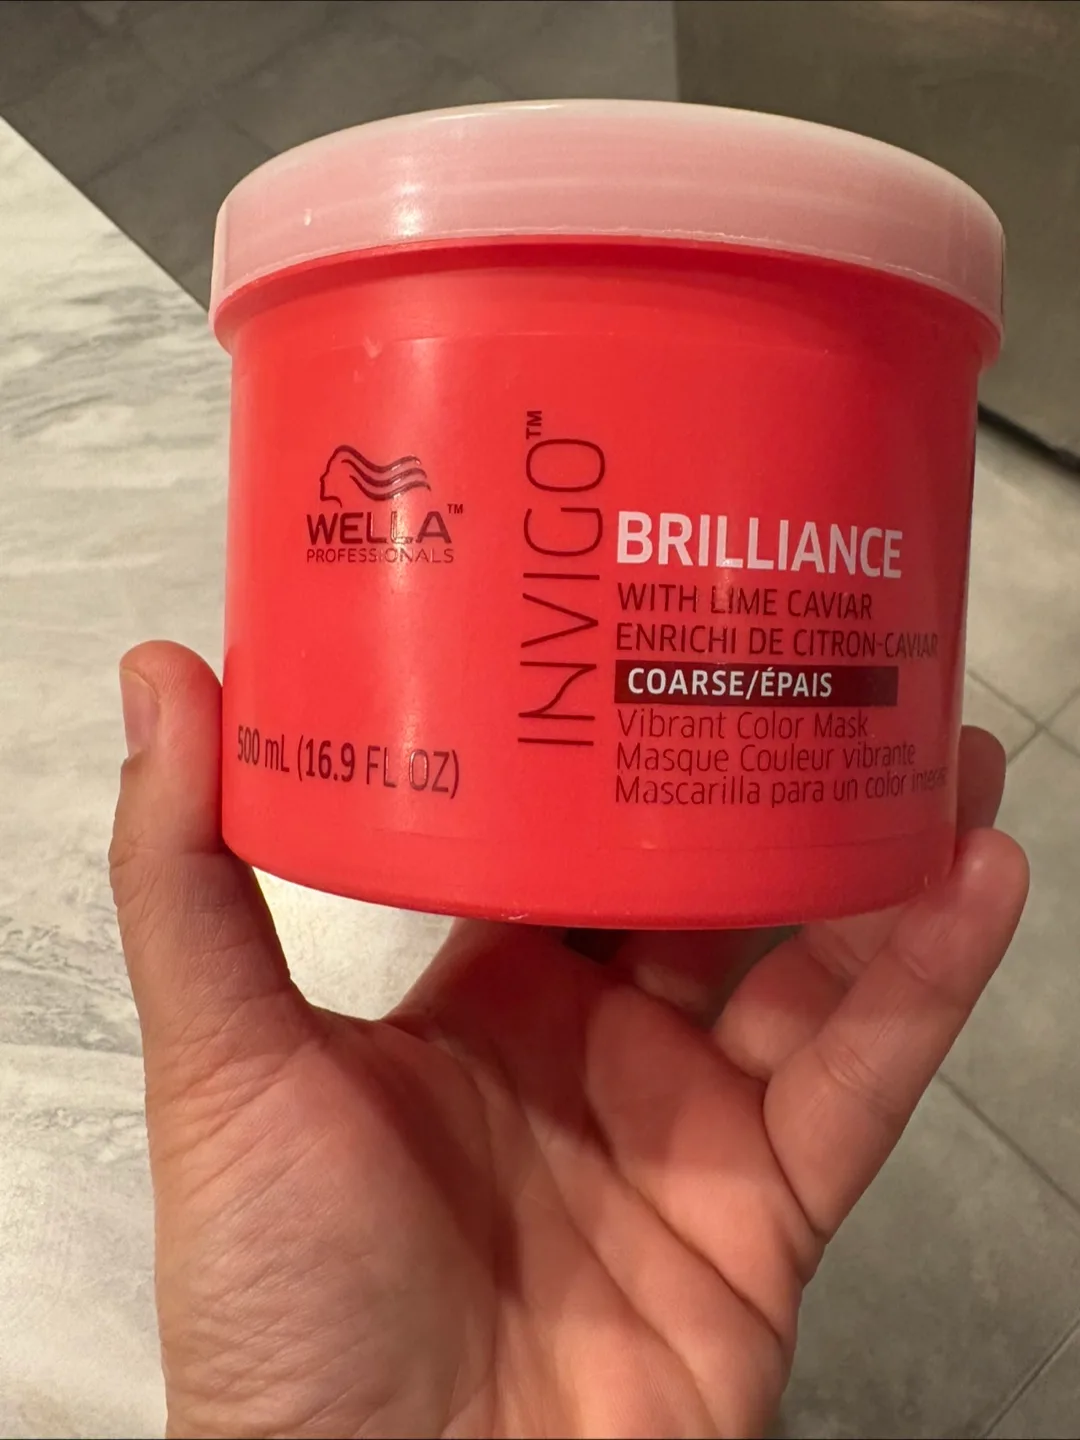 WELLA™
PROFESSIONALS
500 mL (16.9 FL OZ)
INVIGO™
BRILLIANCE
WITH LIME CAVIAR
ENRICHI DE CITRON-CAVIAR
COARSE/ÉPAIS
Vibrant Color Mask
Masque Couleur vibrante
Mascarilla para un color intenso